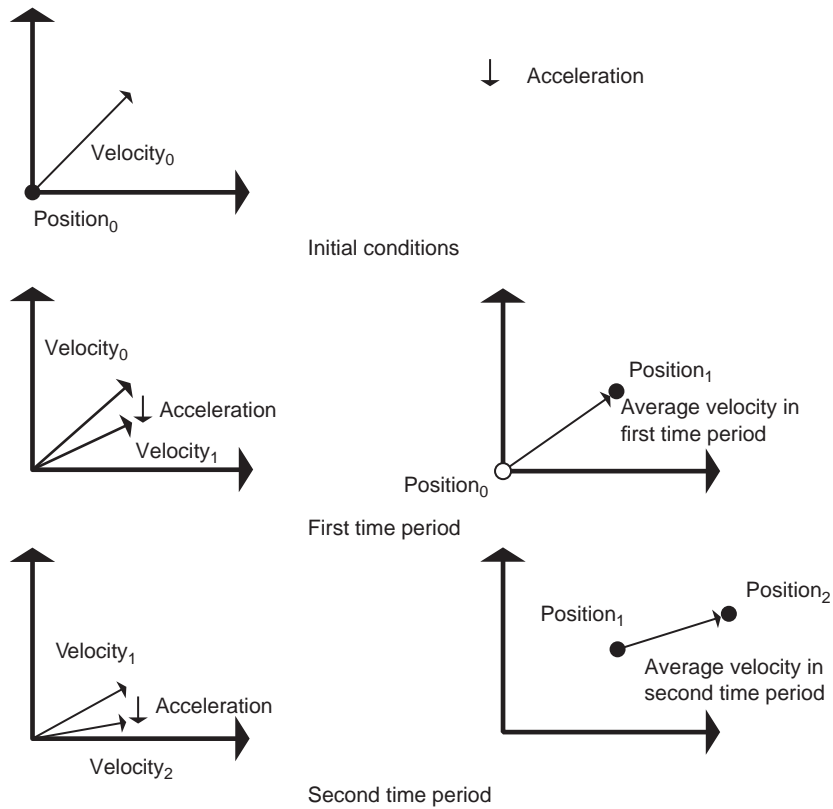 Acceleration
Velocity₀
Position₀
Initial conditions
Velocity₀
Acceleration
Velocity₁
Position₁
Average velocity in
first time period
Position₀
First time period
Velocity₁
Acceleration
Velocity₂
Position₂
Position₁
Average velocity in
second time period
Second time period